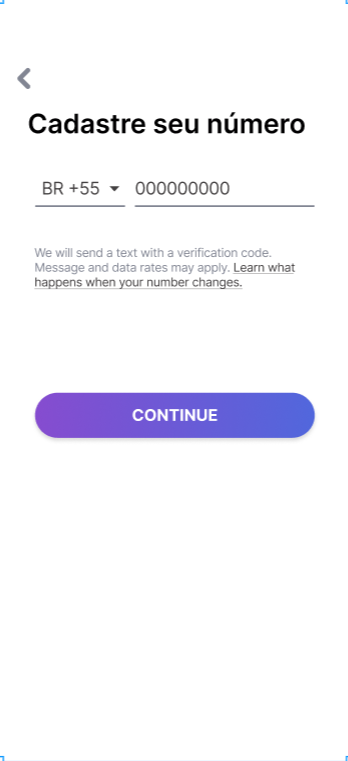 Cadastre seu número
BR +55 000000000
We will send a text with a verification code.
Message and data rates may apply. Learn what
happens when your number changes.
CONTINUE